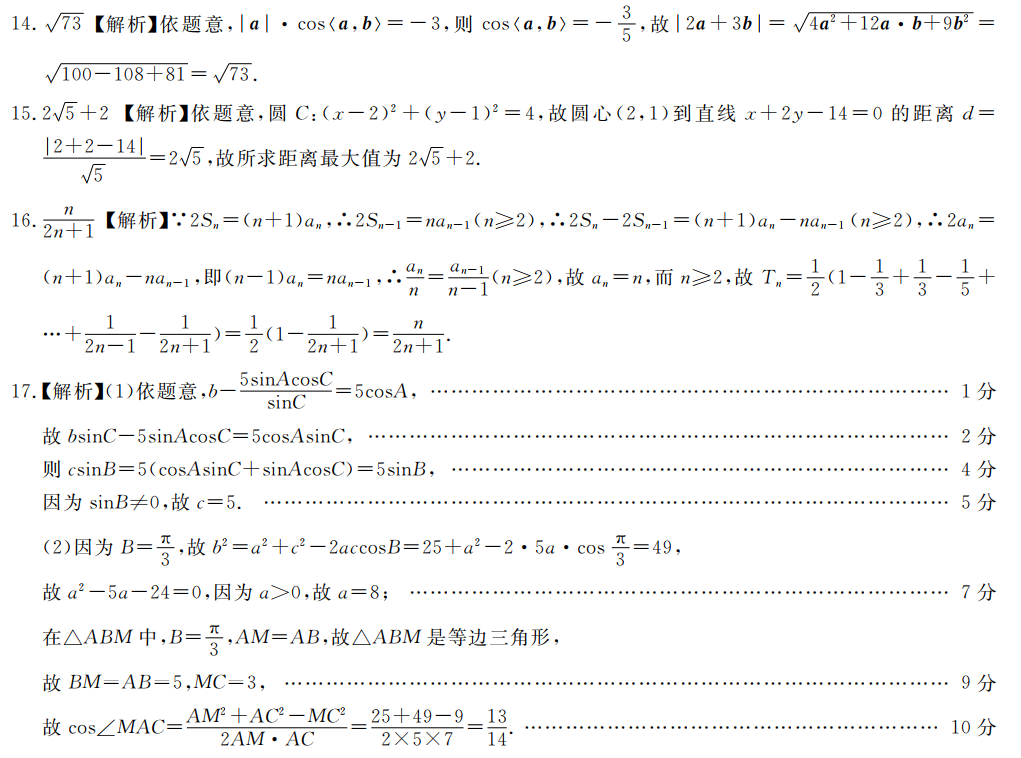 14. √73 【解析】依题意,|a|·cos⟨a,b⟩=-3,则 cos⟨a,b⟩=-3/5,故|2a+3b|=√(4a²+12a·b+9b²)=
√(100-108+81)=√73.
15. 2√5+2 【解析】依题意,圆 C:(x-2)²+(y-1)²=4,故圆心(2,1)到直线 x+2y-14=0 的距离 d=
|2+2-14|/√5=2√5,故所求距离最大值为 2√5+2.
16. n/(2n+1) 【解析】∵2Sₙ=(n+1)aₙ,∴2Sₙ₋₁=naₙ₋₁(n≥2),∴2Sₙ-2Sₙ₋₁=(n+1)aₙ-naₙ₋₁(n≥2),∴2aₙ=
(n+1)aₙ-naₙ₋₁,即(n-1)aₙ=naₙ₋₁,∴aₙ/n=aₙ₋₁/(n-1)(n≥2),故 aₙ=n,而 n≥2,故 Tₙ=1/2(1-1/3+1/3-1/5+
…+1/(2n-1)-1/(2n+1))=1/2(1-1/(2n+1))=n/(2n+1).
17.【解析】(1)依题意,b-5sinAcosC/sinC=5cosA, …… 1 分
故 bsinC-5sinAcosC=5cosAsinC, …… 2 分
则 csinB=5(cosAsinC+sinAcosC)=5sinB, …… 4 分
因为 sinB≠0,故 c=5. …… 5 分
(2)因为 B=π/3,故 b²=a²+c²-2accosB=25+a²-2·5a·cos π/3=49,
故 a²-5a-24=0,因为 a>0,故 a=8; …… 7 分
在△ABM 中,B=π/3,AM=AB,故△ABM 是等边三角形,
故 BM=AB=5,MC=3, …… 9 分
故 cos∠MAC=(AM²+AC²-MC²)/(2AM·AC)=(25+49-9)/(2×5×7)=13/14. …… 10 分